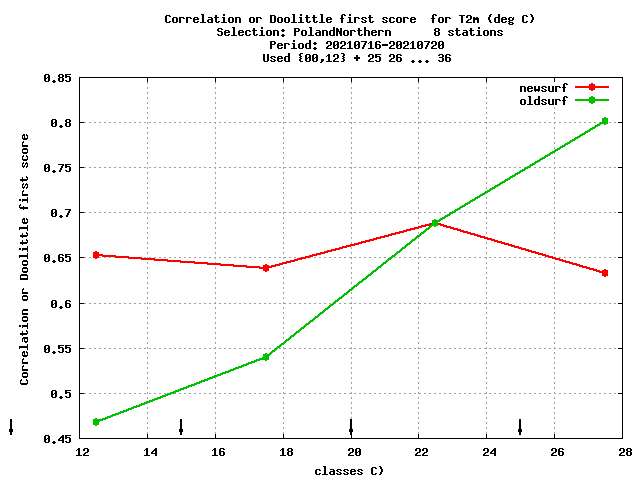 Correlation or Doolittle first score  for T2m (deg C)
Selection: PolandNorthern      8 stations
Period: 20210716-20210720
Used {00,12} + 25 26 ... 36
newsurf
oldsurf
Correlation or Doolittle first score
0.85
0.8
0.75
0.7
0.65
0.6
0.55
0.5
0.45
12 14 16 18 20 22 24 26 28
classes C)